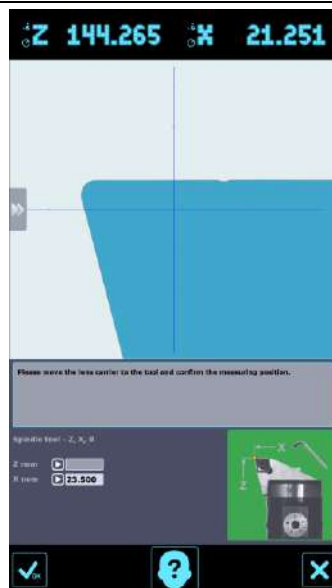 Z 144.265 X 21.251
Please move the lens carrier to the tool and confirm the measuring position.
Spindle tool - Z, X, R
Z nom
X nom 23.500
X
Z
OK
?
X